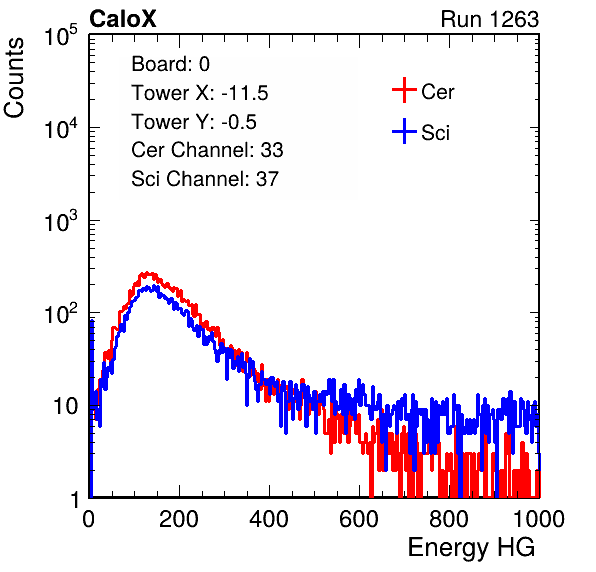 CaloX Run 1263
Counts
10^5
10^4
10^3
10^2
10
1
Board: 0
Tower X: -11.5
Tower Y: -0.5
Cer Channel: 33
Sci Channel: 37
Cer
Sci
0 200 400 600 800 1000
Energy HG